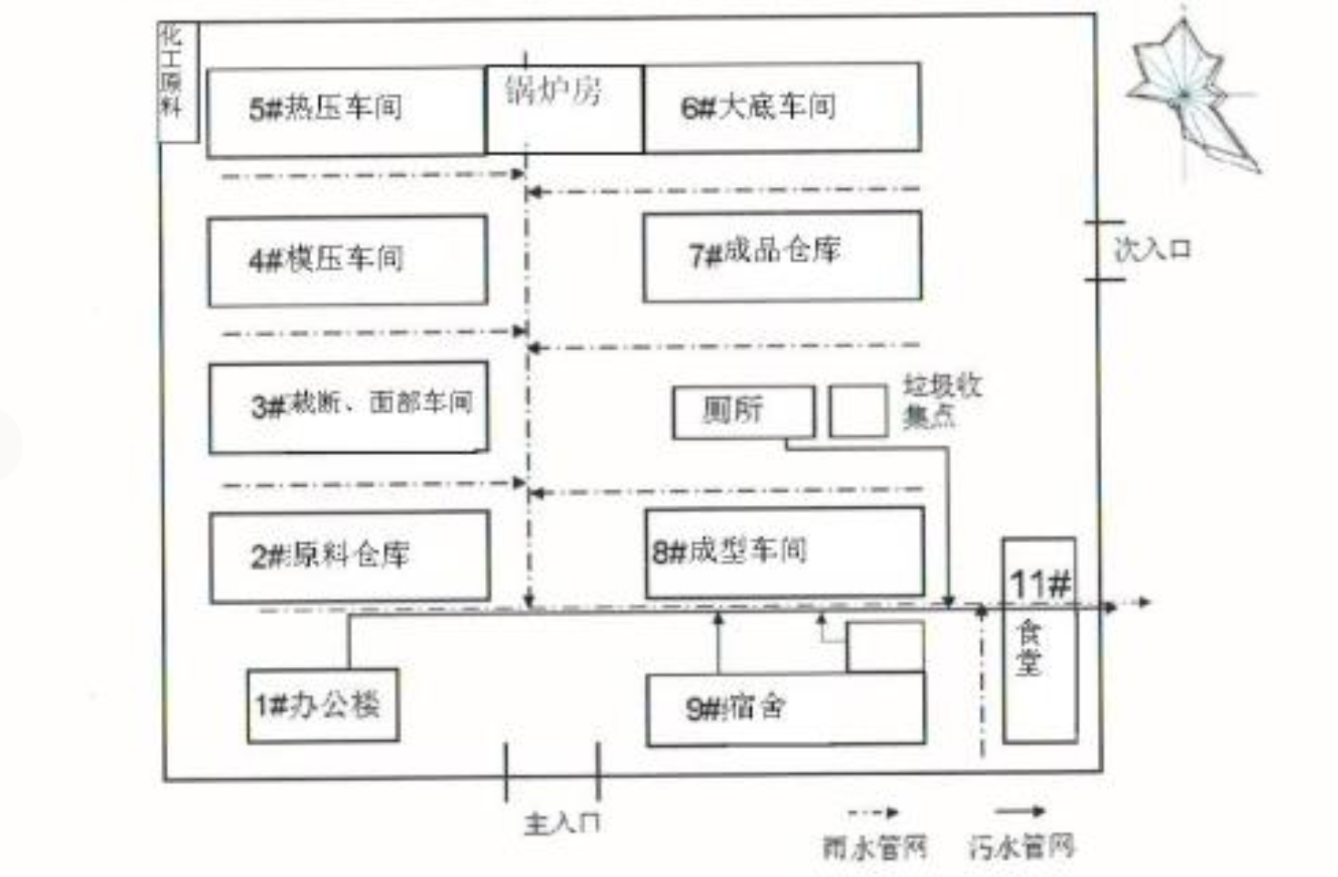 化工原料
5#热压车间
锅炉房
6#大底车间
4#模压车间
7#成品仓库
次入口
3#裁断、面部车间
厕所
垃圾收
集点
2#原料仓库
8#成型车间
11#
食堂
1#办公楼
9#宿舍
主入口
雨水管网
污水管网